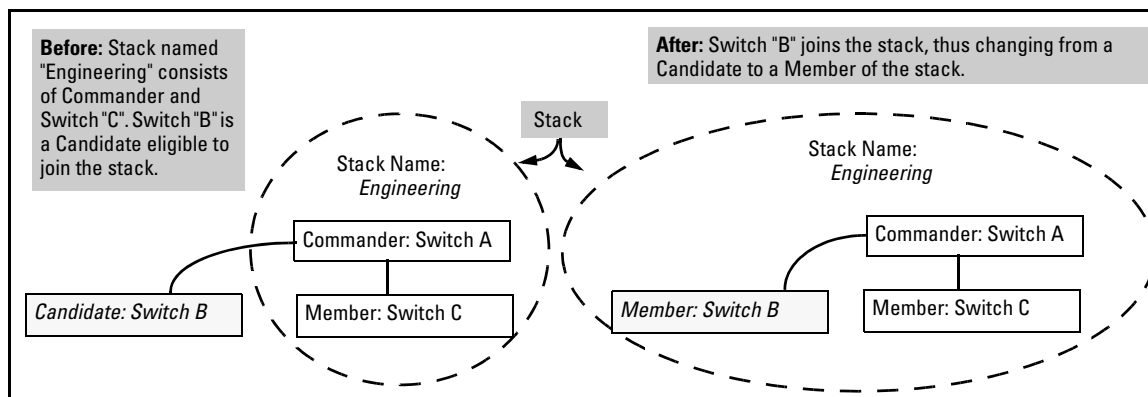 Before: Stack named
"Engineering" consists
of Commander and
Switch "C". Switch "B" is
a Candidate eligible to
join the stack.
After: Switch "B" joins the stack, thus changing from a
Candidate to a Member of the stack.
Stack
Stack Name:
Engineering
Commander: Switch A
Candidate: Switch B
Member: Switch C
Stack Name:
Engineering
Commander: Switch A
Member: Switch B
Member: Switch C